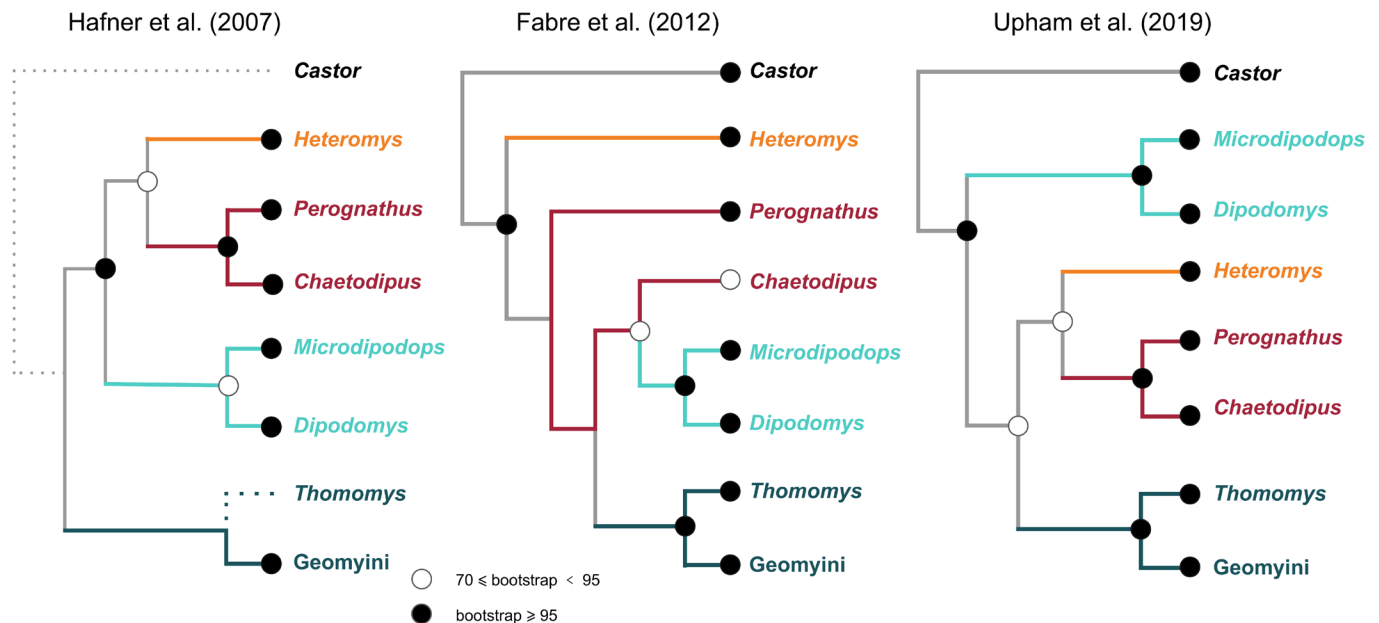 Hafner et al. (2007)
Castor
Heteromys
Perognathus
Chaetodipus
Microdipodops
Dipodomys
Thomomys
Geomyini
Fabre et al. (2012)
Castor
Heteromys
Perognathus
Chaetodipus
Microdipodops
Dipodomys
Thomomys
Geomyini
Upham et al. (2019)
Castor
Microdipodops
Dipodomys
Heteromys
Perognathus
Chaetodipus
Thomomys
Geomyini
70 ⩽ bootstrap < 95
bootstrap ⩾ 95